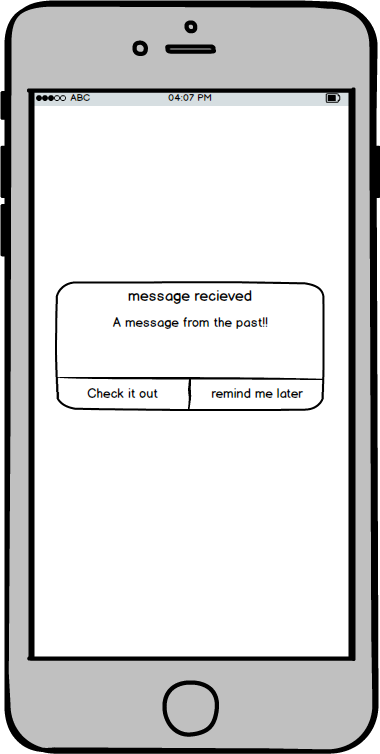 ABC 04:07 PM
message recieved
A message from the past!!
Check it out remind me later